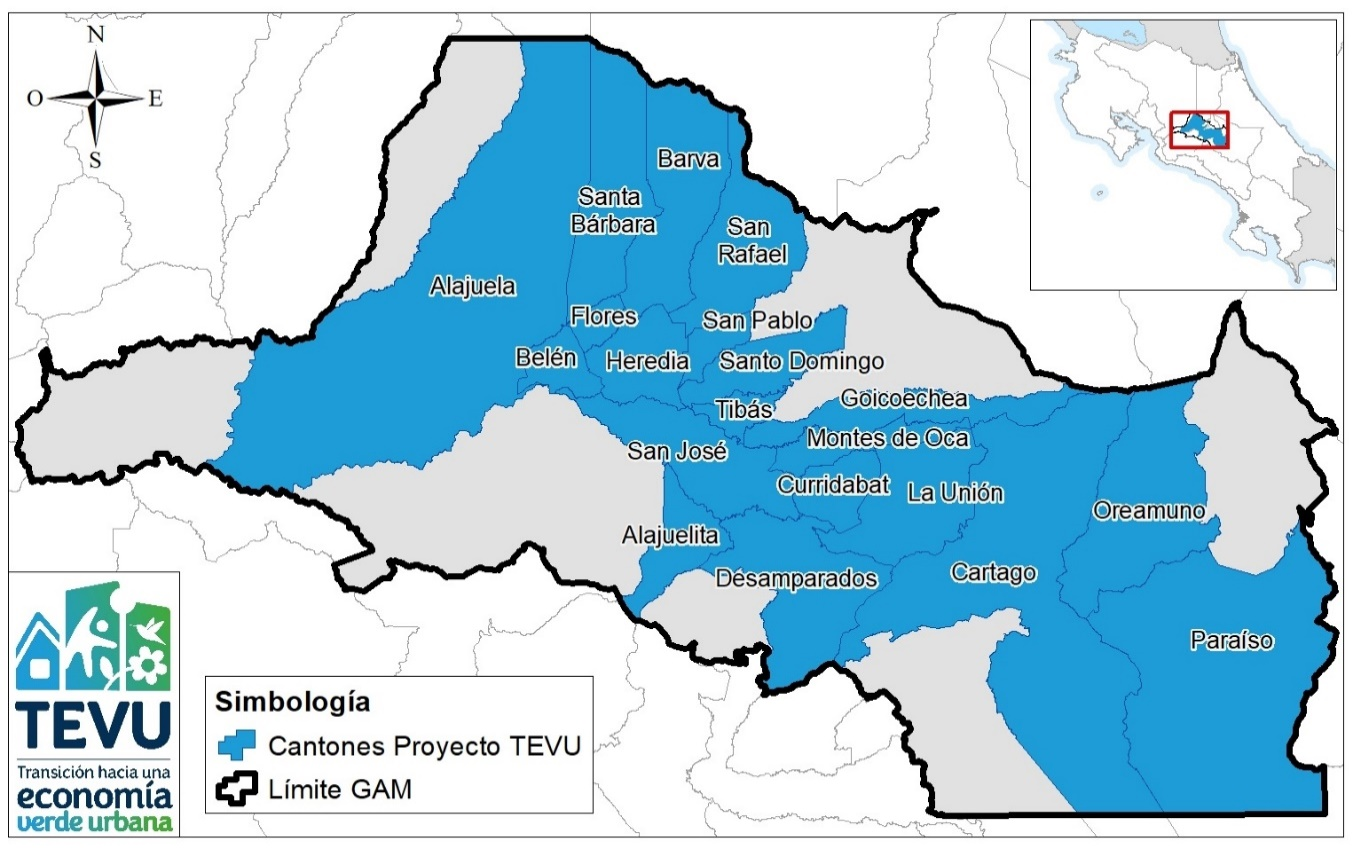 N
O
E
S
Barva
Santa
Bárbara
San
Rafael
Alajuela
Flores
San Pablo
Belén
Heredia
Santo Domingo
Tibás
Goicoechea
Montes de Oca
San José
Curridabat
La Unión
Oreamuno
Alajuelita
Desamparados
Cartago
Paraíso
TEVU
Transición hacia una
economía
verde urbana
Simbología
Cantones Proyecto TEVU
Límite GAM